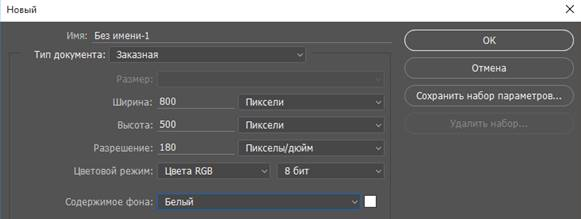 Новый
Имя: Без имени-1
ОК
Тип документа: Заказная
Отмена
Размер:
Сохранить набор параметров...
Ширина: 800 Пиксели
Удалить набор...
Высота: 500 Пиксели
Разрешение: 180 Пикселы/дюйм
Цветовой режим: Цвета RGB 8 бит
Содержимое фона: Белый